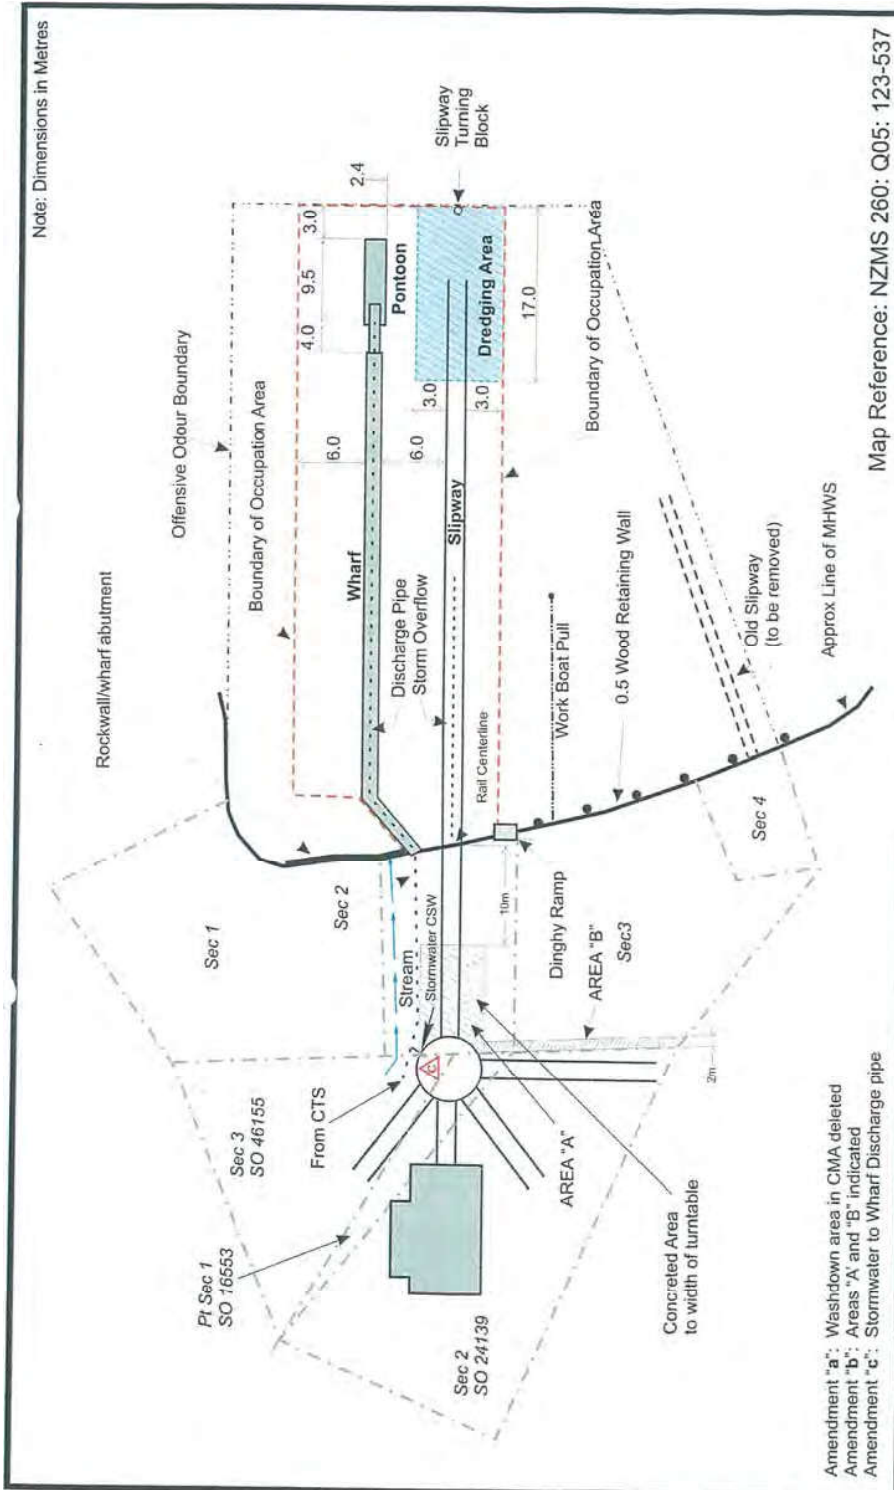 Note: Dimensions in Metres
Rockwall/wharf abutment
Offensive Odour Boundary
Boundary of Occupation Area
3.0
9.5
4.0
2.4
Pontoon
Slipway
Turning
Block
Wharf
6.0
6.0
Discharge Pipe
Storm Overflow
3.0
3.0
Dredging Area
17.0
Slipway
Boundary of Occupation Area
Rail Centerline
Work Boat Pull
0.5 Wood Retaining Wall
Old Slipway
(to be removed)
Approx Line of MHWS
Sec 1
Sec 2
Stream
Stormwater CSW
10m
Dinghy Ramp
AREA "B"
Sec3
Sec 4
2m
Sec 3
SO 46155
From CTS
C
Pt Sec 1
SO 16553
AREA "A"
Sec 2
SO 24139
Concreted Area
to width of turntable
Amendment "a": Washdown area in CMA deleted
Amendment "b": Areas "A' and "B" indicated
Amendment "c": Stormwater to Wharf Discharge pipe
Map Reference: NZMS 260: Q05: 123-537